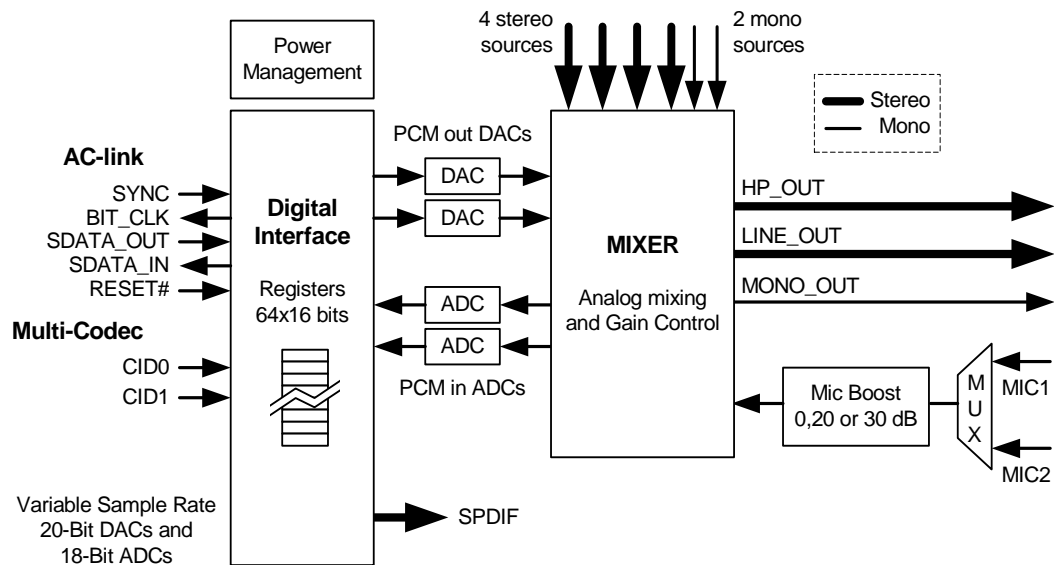 Power
Management
4 stereo
sources
2 mono
sources
Stereo
Mono
AC-link
SYNC
BIT_CLK
SDATA_OUT
SDATA_IN
RESET#
Multi-Codec
CID0
CID1
Digital
Interface
Registers
64x16 bits
PCM out DACs
DAC
DAC
ADC
ADC
PCM in ADCs
MIXER
Analog mixing
and Gain Control
HP_OUT
LINE_OUT
MONO_OUT
Mic Boost
0,20 or 30 dB
M
U
X
MIC1
MIC2
Variable Sample Rate
20-Bit DACs and
18-Bit ADCs
SPDIF